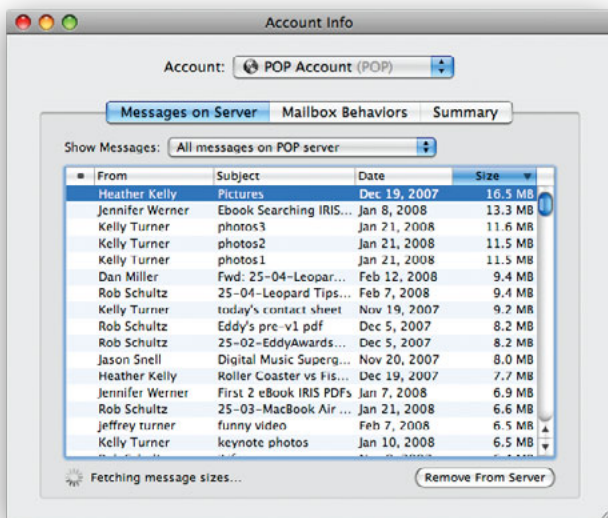 Account Info
Account: POP Account (POP)
Messages on Server Mailbox Behaviors Summary
Show Messages: All messages on POP server
From Subject Date Size
Heather Kelly Pictures Dec 19, 2007 16.5 MB
Jennifer Werner Ebook Searching IRIS... Jan 8, 2008 13.3 MB
Kelly Turner photos3 Jan 21, 2008 11.6 MB
Kelly Turner photos2 Jan 21, 2008 11.5 MB
Kelly Turner photos1 Jan 21, 2008 11.5 MB
Dan Miller Fwd: 25-04-Leopar... Feb 12, 2008 9.4 MB
Rob Schultz 25-04-Leopard Tips... Feb 7, 2008 9.4 MB
Kelly Turner today's contact sheet Nov 19, 2007 9.2 MB
Rob Schultz Eddy's pre-v1 pdf Dec 5, 2007 8.2 MB
Rob Schultz 25-02-EddyAwards... Dec 5, 2007 8.2 MB
Jason Snell Digital Music Superg... Nov 20, 2007 8.0 MB
Heather Kelly Roller Coaster vs Fis... Dec 19, 2007 7.7 MB
Jennifer Werner First 2 eBook IRIS PDFs Jan 7, 2008 6.9 MB
Rob Schultz 25-03-MacBook Air ... Jan 21, 2008 6.6 MB
jeffrey turner funny video Feb 7, 2008 6.5 MB
Kelly Turner keynote photos Jan 10, 2008 6.5 MB
Fetching message sizes... Remove From Server